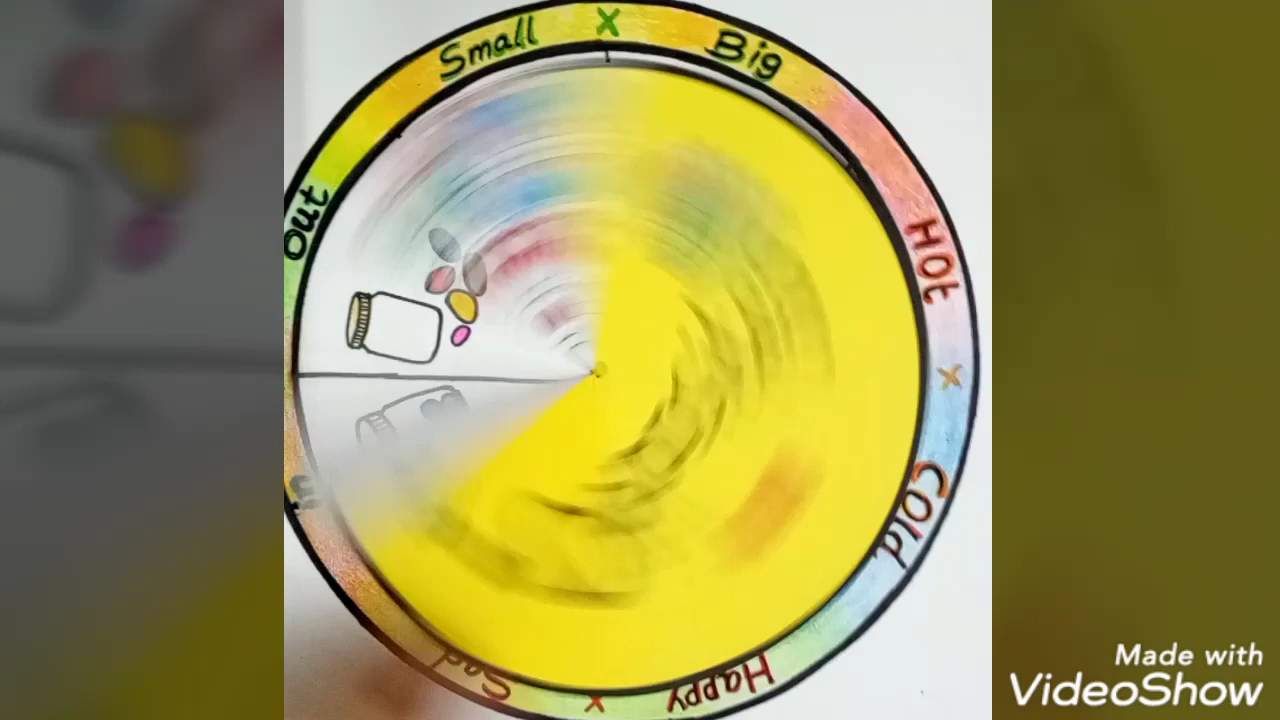 Small X Big
Hot
X
Cold
Happy
X
Sad
Out
Made with
VideoShow